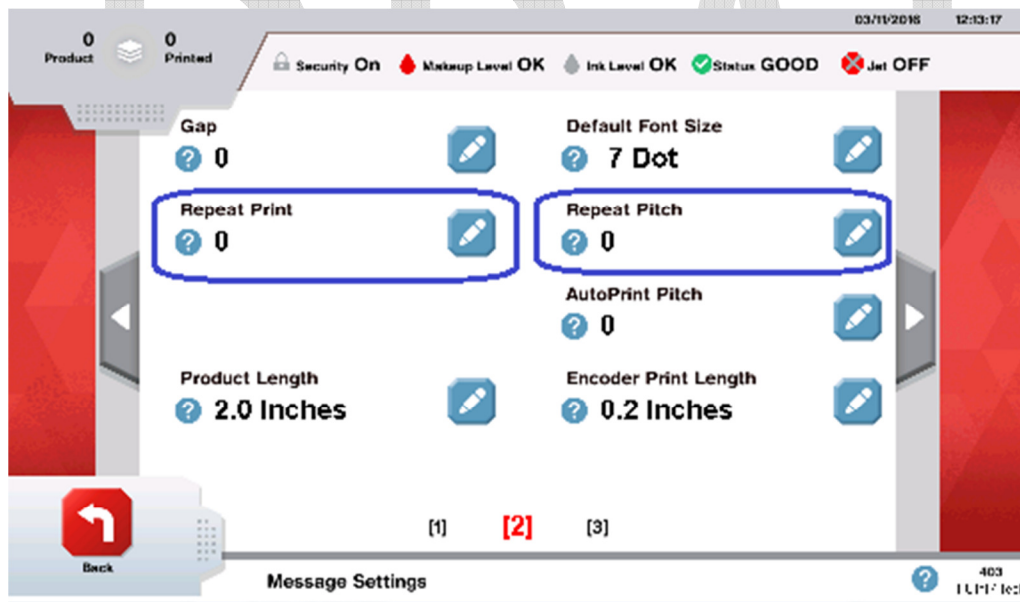 03/11/2016 12:13:17
0 0
Product Printed
Security On Makeup Level OK Ink Level OK Status GOOD Jet OFF
Gap
? 0
Default Font Size
? 7 Dot
Repeat Print
? 0
Repeat Pitch
? 0
AutoPrint Pitch
? 0
Product Length
? 2.0 Inches
Encoder Print Length
? 0.2 Inches
[1] [2] [3]
Back
Message Settings
? 403